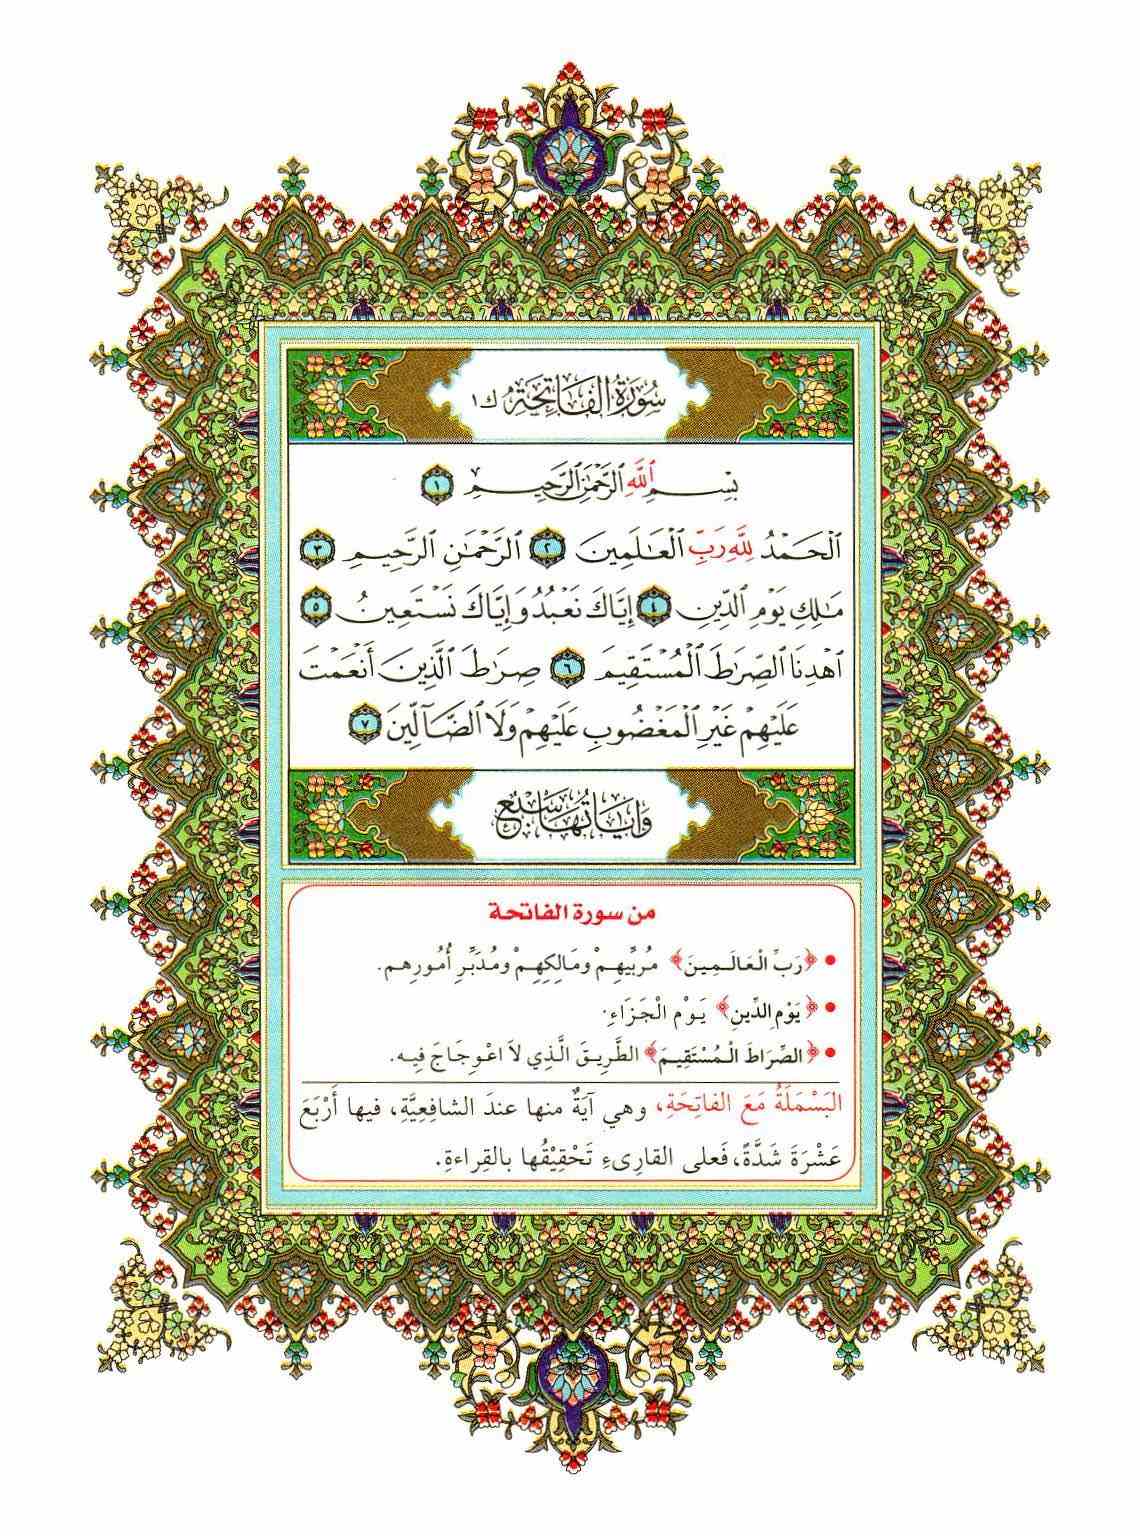 سُورَةُ الفَاتِحَة ك ١
بِسْمِ ٱللَّهِ ٱلرَّحْمَٰنِ ٱلرَّحِيمِ ١
ٱلْحَمْدُ لِلَّهِ رَبِّ ٱلْعَٰلَمِينَ ٢ ٱلرَّحْمَٰنِ ٱلرَّحِيمِ ٣
مَٰلِكِ يَوْمِ ٱلدِّينِ ٤ إِيَّاكَ نَعْبُدُ وَإِيَّاكَ نَسْتَعِينُ ٥
ٱهْدِنَا ٱلصِّرَٰطَ ٱلْمُسْتَقِيمَ ٦ صِرَٰطَ ٱلَّذِينَ أَنْعَمْتَ
عَلَيْهِمْ غَيْرِ ٱلْمَغْضُوبِ عَلَيْهِمْ وَلَا ٱلضَّآلِّينَ ٧
وَايَاتُهَا سَبْعٌ
من سورة الفاتحة
• ﴿رَبِّ الْعَالَمِينَ﴾ مُرَبِّيهِمْ وَمَالِكِهِمْ وَمُدَبِّرِ أُمُورِهِم.
• ﴿يَوْمِ الدِّينِ﴾ يَوْمِ الْجَزَاءِ.
• ﴿الصِّرَاطَ الْمُسْتَقِيمَ﴾ الطَّرِيقَ الَّذِي لاَ اعْوِجَاجَ فِيه.
البَسْمَلَةُ مَعَ الفَاتِحَةِ، وهي آيَةٌ منها عندَ الشافِعِيَّةِ، فيها أَرْبَعَ
عَشْرَةَ شَدَّةً، فَعلى القارِىءِ تَحْقِيْقُها بالقِراءةِ.